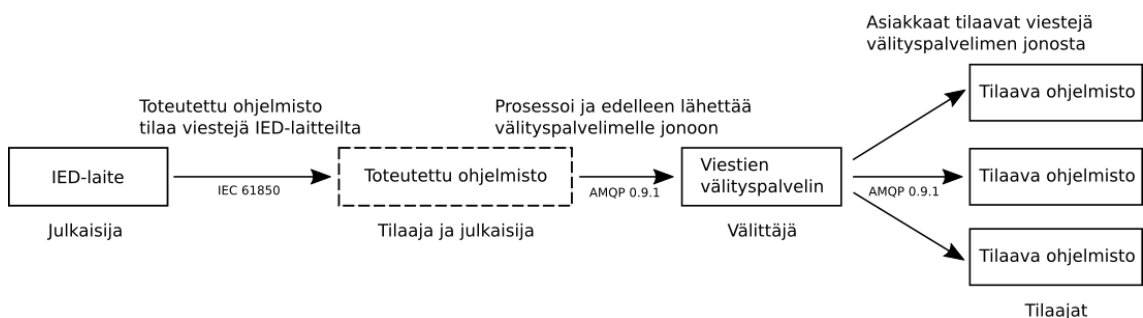 Asiakkaat tilaavat viestejä
välityspalvelimen jonosta
Toteutettu ohjelmisto
tilaa viestejä IED-laitteilta
Prosessoi ja edelleen lähettää
välityspalvelimelle jonoon
Tilaava ohjelmisto
IED-laite
IEC 61850
Toteutettu ohjelmisto
AMQP 0.9.1
Viestien
välityspalvelin
AMQP 0.9.1
Tilaava ohjelmisto
Julkaisija
Tilaaja ja julkaisija
Välittäjä
Tilaava ohjelmisto
Tilaajat